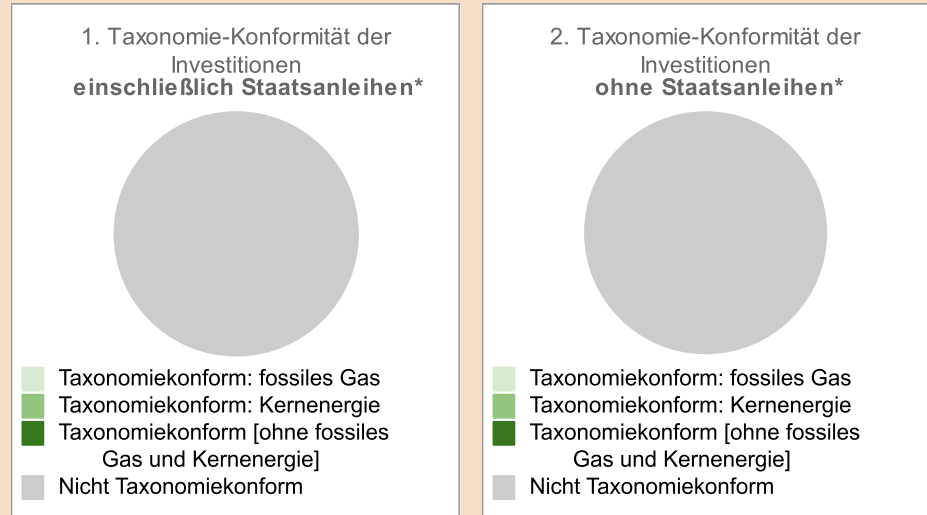 1. Taxonomie-Konformität der
Investitionen
einschließlich Staatsanleihen*
Taxonomiekonform: fossiles Gas
Taxonomiekonform: Kernenergie
Taxonomiekonform [ohne fossiles
Gas und Kernenergie]
Nicht Taxonomiekonform
2. Taxonomie-Konformität der
Investitionen
ohne Staatsanleihen*
Taxonomiekonform: fossiles Gas
Taxonomiekonform: Kernenergie
Taxonomiekonform [ohne fossiles
Gas und Kernenergie]
Nicht Taxonomiekonform